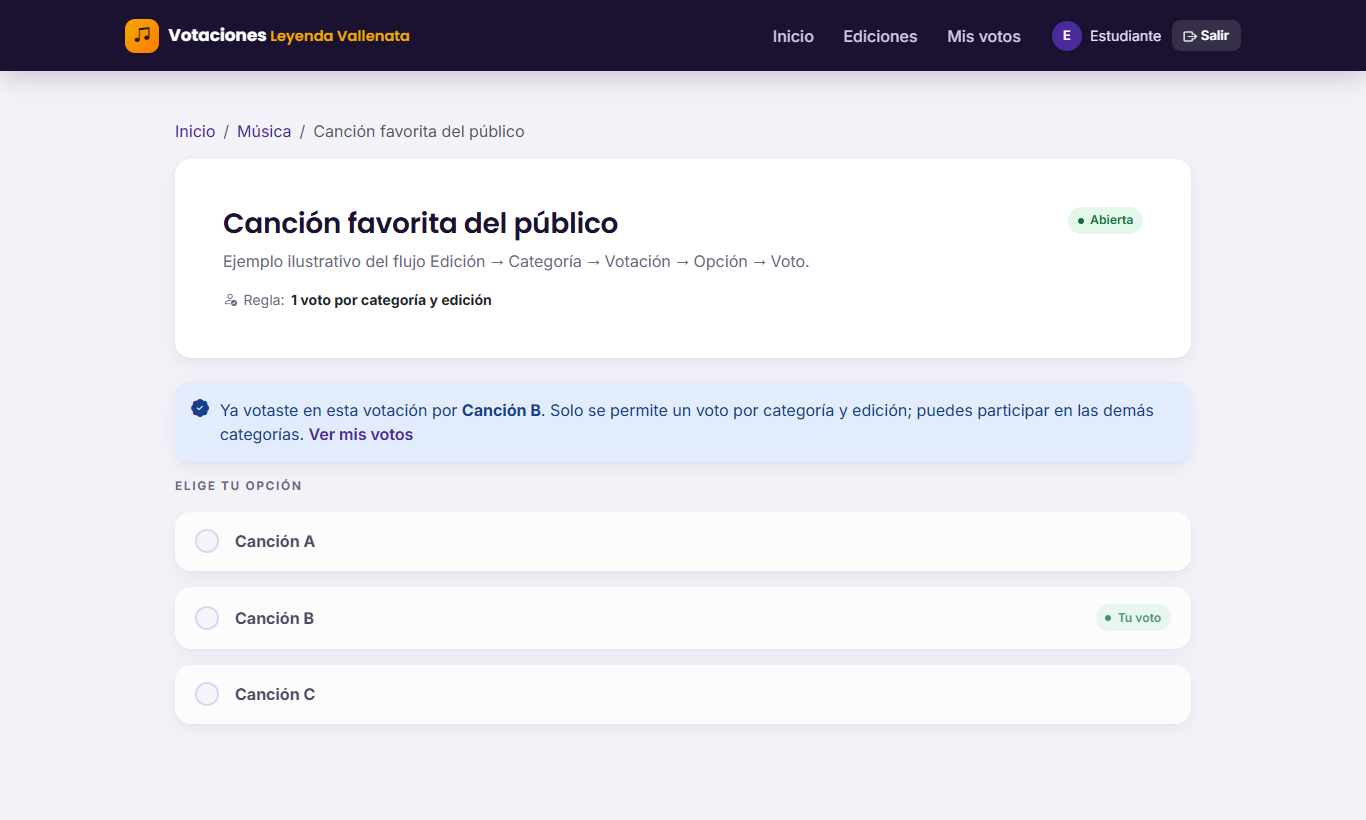 Votaciones Leyenda Vallenata
Inicio Ediciones Mis votos E Estudiante Salir
Inicio / Música / Canción favorita del público
Canción favorita del público
Abierta
Ejemplo ilustrativo del flujo Edición → Categoría → Votación → Opción → Voto.
Regla: 1 voto por categoría y edición
Ya votaste en esta votación por Canción B. Solo se permite un voto por categoría y edición; puedes participar en las demás
categorías. Ver mis votos
ELIGE TU OPCIÓN
Canción A
Canción B
Tu voto
Canción C